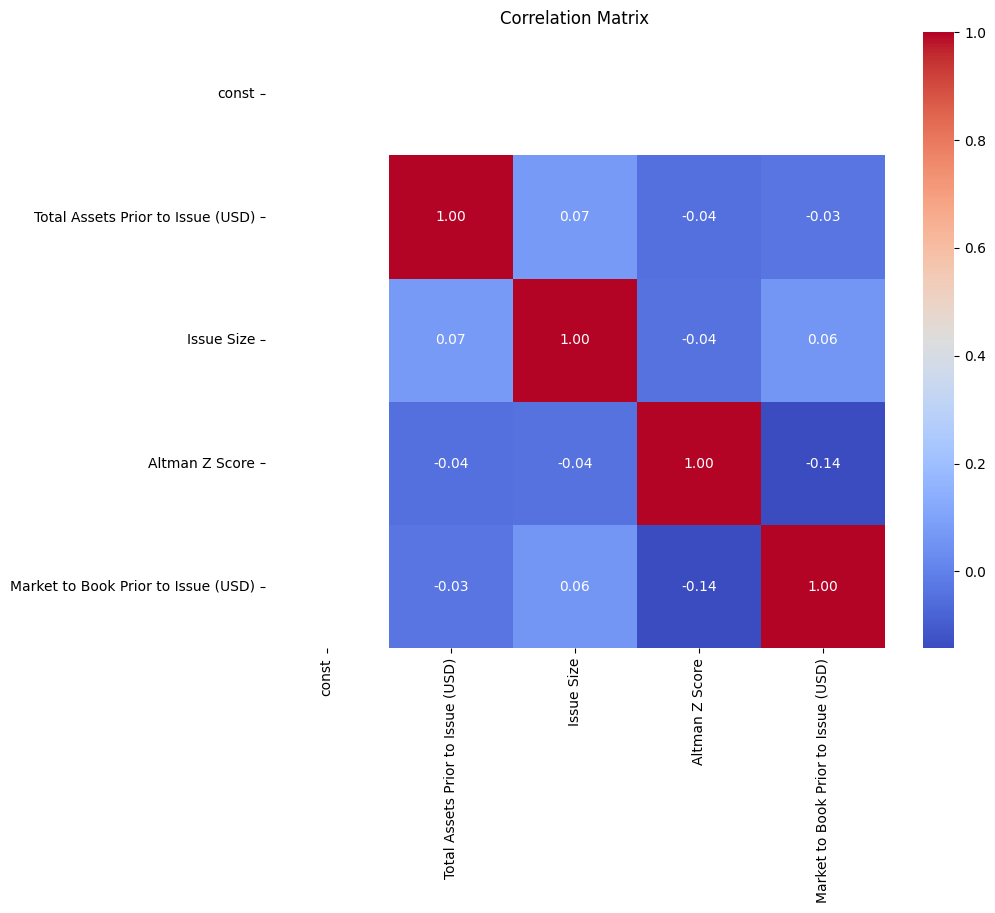 Correlation Matrix
const
Total Assets Prior to Issue (USD)
1.00 0.07 -0.04 -0.03
Issue Size
0.07 1.00 -0.04 0.06
Altman Z Score
-0.04 -0.04 1.00 -0.14
Market to Book Prior to Issue (USD)
-0.03 0.06 -0.14 1.00
const
Total Assets Prior to Issue (USD)
Issue Size
Altman Z Score
Market to Book Prior to Issue (USD)
1.0
0.8
0.6
0.4
0.2
0.0